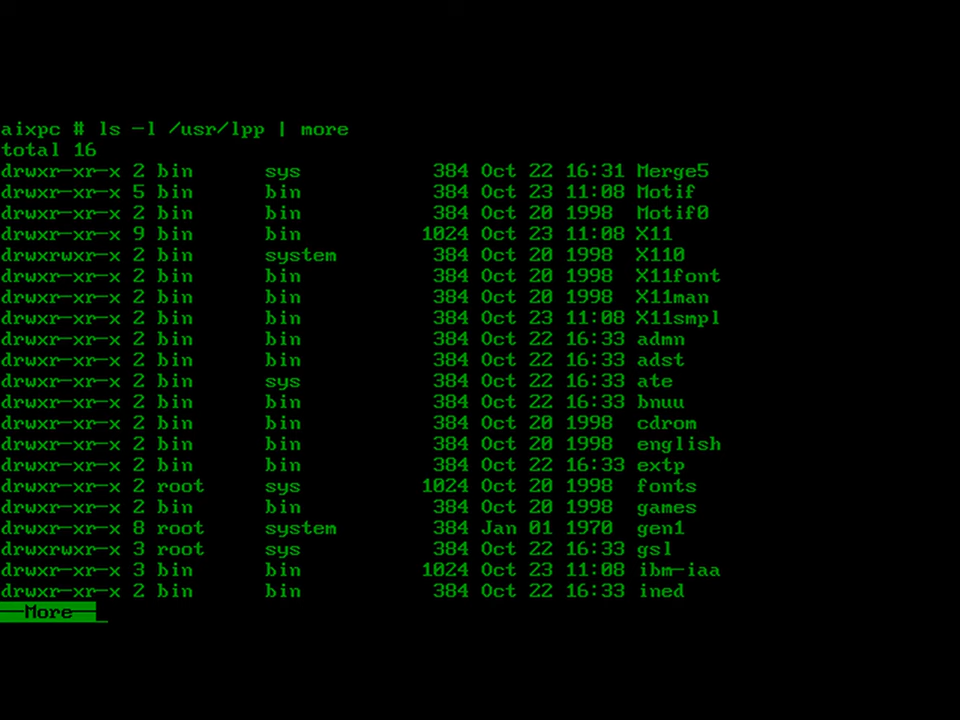 aixpc # ls -l /usr/lpp | more
total 16
drwxr-xr-x 2 bin      sys           384 Oct 22 16:31 Merge5
drwxr-xr-x 5 bin      bin           384 Oct 23 11:08 Motif
drwxr-xr-x 2 bin      bin           384 Oct 20 1998  Motif0
drwxr-xr-x 9 bin      bin          1024 Oct 23 11:08 X11
drwxrwxr-x 2 bin      system        384 Oct 20 1998  X110
drwxr-xr-x 2 bin      bin           384 Oct 20 1998  X11font
drwxr-xr-x 2 bin      bin           384 Oct 20 1998  X11man
drwxr-xr-x 2 bin      bin           384 Oct 23 11:08 X11smpl
drwxr-xr-x 2 bin      bin           384 Oct 22 16:33 admn
drwxr-xr-x 2 bin      bin           384 Oct 22 16:33 adst
drwxr-xr-x 2 bin      sys           384 Oct 22 16:33 ate
drwxr-xr-x 2 bin      bin           384 Oct 22 16:33 bnuu
drwxr-xr-x 2 bin      bin           384 Oct 20 1998  cdrom
drwxr-xr-x 2 bin      bin           384 Oct 20 1998  english
drwxr-xr-x 2 bin      bin           384 Oct 22 16:33 extp
drwxr-xr-x 2 root     sys          1024 Oct 20 1998  fonts
drwxr-xr-x 2 bin      bin           384 Oct 20 1998  games
drwxr-xr-x 8 root     system        384 Jan 01 1970  gen1
drwxrwxr-x 3 root     sys           384 Oct 22 16:33 gsl
drwxr-xr-x 3 bin      bin          1024 Oct 23 11:08 ibm-iaa
drwxr-xr-x 2 bin      bin           384 Oct 22 16:33 ined
--More--_